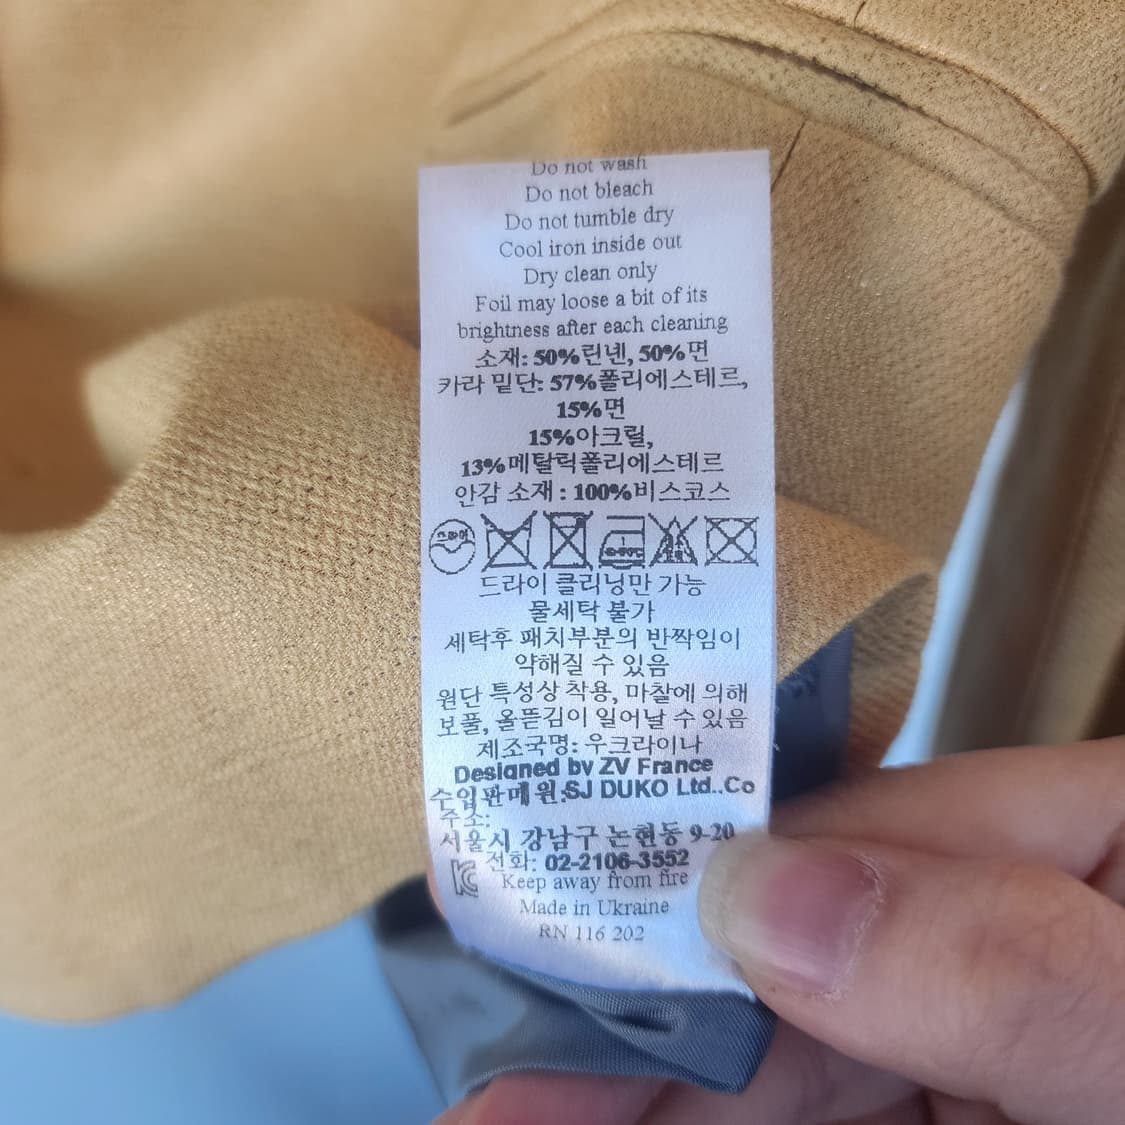 Do not wash
Do not bleach
Do not tumble dry
Cool iron inside out
Dry clean only
Foil may loose a bit of its
brightness after each cleaning
소재: 50%린넨, 50%면
카라 밑단: 57%폴리에스테르,
15%면
15%아크릴,
13%메탈릭폴리에스테르
안감 소재 : 100%비스코스
드라이 클리닝만 가능
물세탁 불가
세탁후 패치부분의 반짝임이
약해질 수 있음
원단 특성상 착용, 마찰에 의해
보풀, 올뜯김이 일어날 수 있음
제조국명: 우크라이나
Designed by ZV France
수입판매원:SJ DUKO Ltd..Co
주소:
서울시 강남구 논현동 9-20
전화: 02-2106-3552
Keep away from fire
Made in Ukraine
RN 116 202